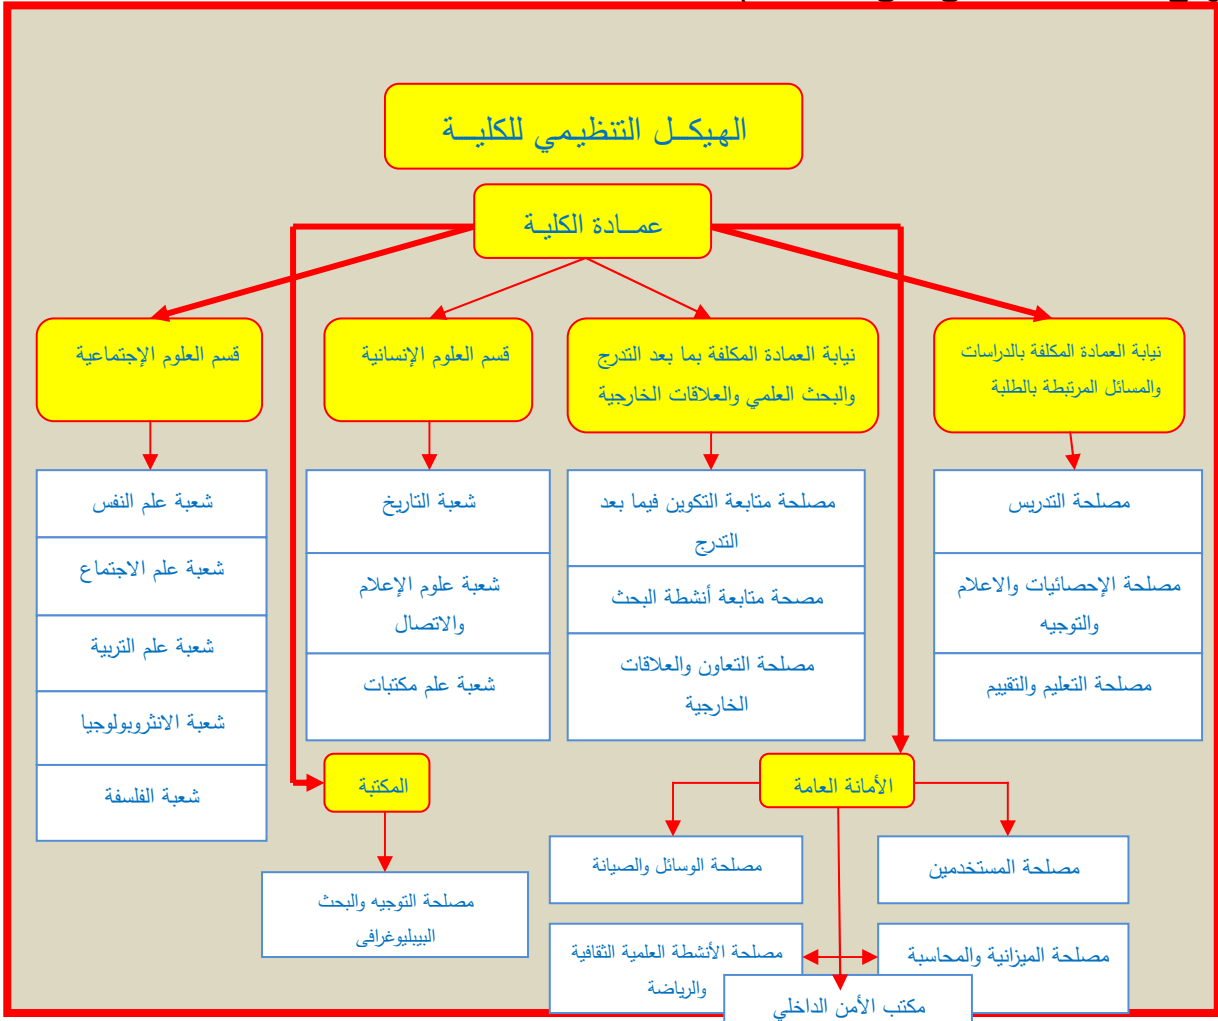 الهيكــل التنظيـمي للكليـــة
عمــادة الكليـة
نيابة العمادة المكلفة بالدراسات
والمسائل المرتبطة بالطلبة
نيابة العمادة المكلفة بما بعد التدرج
والبحث العلمي والعلاقات الخارجية
قسم العلوم الإنسانية
قسم العلوم الإجتماعية
مصلحة التدريس
مصلحة الإحصائيات والاعلام
والتوجيه
مصلحة التعليم والتقييم
مصلحة متابعة التكوين فيما بعد
التدرج
مصحة متابعة أنشطة البحث
مصلحة التعاون والعلاقات
الخارجية
شعبة التاريخ
شعبة علوم الإعلام
والاتصال
شعبة علم مكتبات
شعبة علم النفس
شعبة علم الاجتماع
شعبة علم التربية
شعبة الانثروبولوجيا
شعبة الفلسفة
الأمانة العامة
المكتبة
مصلحة المستخدمين
مصلحة الوسائل والصيانة
مصلحة التوجيه والبحث
البيبليوغرافى
مصلحة الميزانية والمحاسبة
مصلحة الأنشطة العلمية الثقافية
والرياضة
مكتب الأمن الداخلي